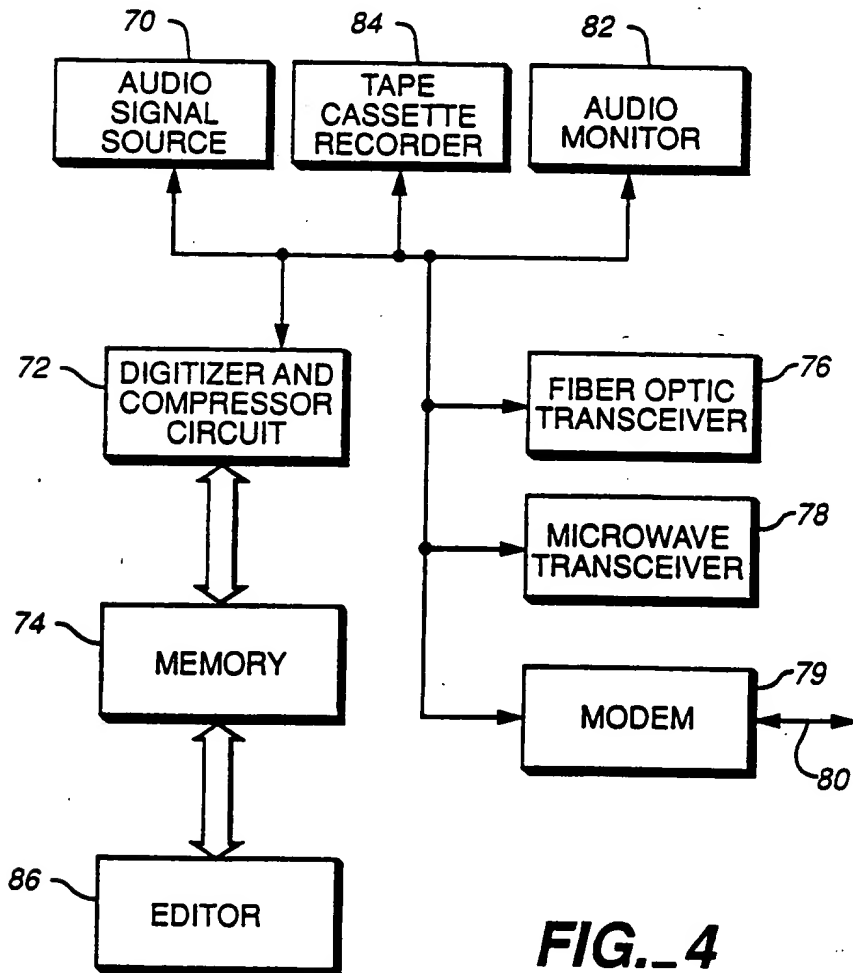 70
84
82
AUDIO
SIGNAL
SOURCE
TAPE
CASSETTE
RECORDER
AUDIO
MONITOR
72
DIGITIZER AND
COMPRESSOR
CIRCUIT
76
FIBER OPTIC
TRANSCEIVER
78
MICROWAVE
TRANSCEIVER
74
MEMORY
79
MODEM
80
86
EDITOR
FIG._4